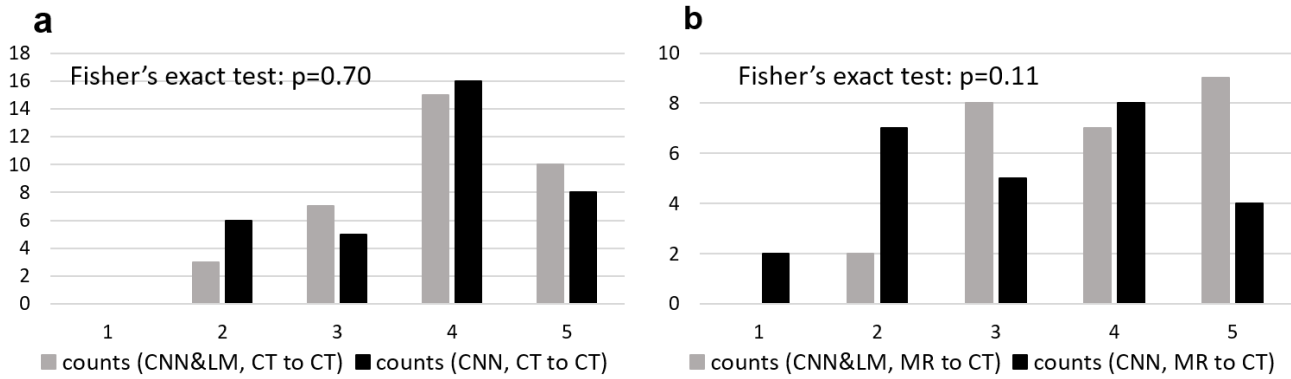 a
18
16
14
12
10
8
6
4
2
0
Fisher’s exact test: p=0.70
1 2 3 4 5
counts (CNN&LM, CT to CT) counts (CNN, CT to CT)
b
10
8
6
4
2
0
Fisher’s exact test: p=0.11
1 2 3 4 5
counts (CNN&LM, MR to CT) counts (CNN, MR to CT)